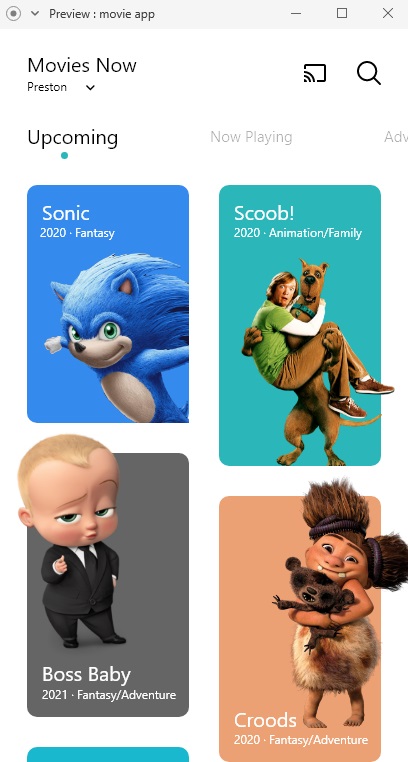 Preview : movie app
Movies Now
Preston
Upcoming
Now Playing
Adv
Sonic
2020 · Fantasy
Scoob!
2020 · Animation/Family
Boss Baby
2021 · Fantasy/Adventure
Croods
2020 · Fantasy/Adventure